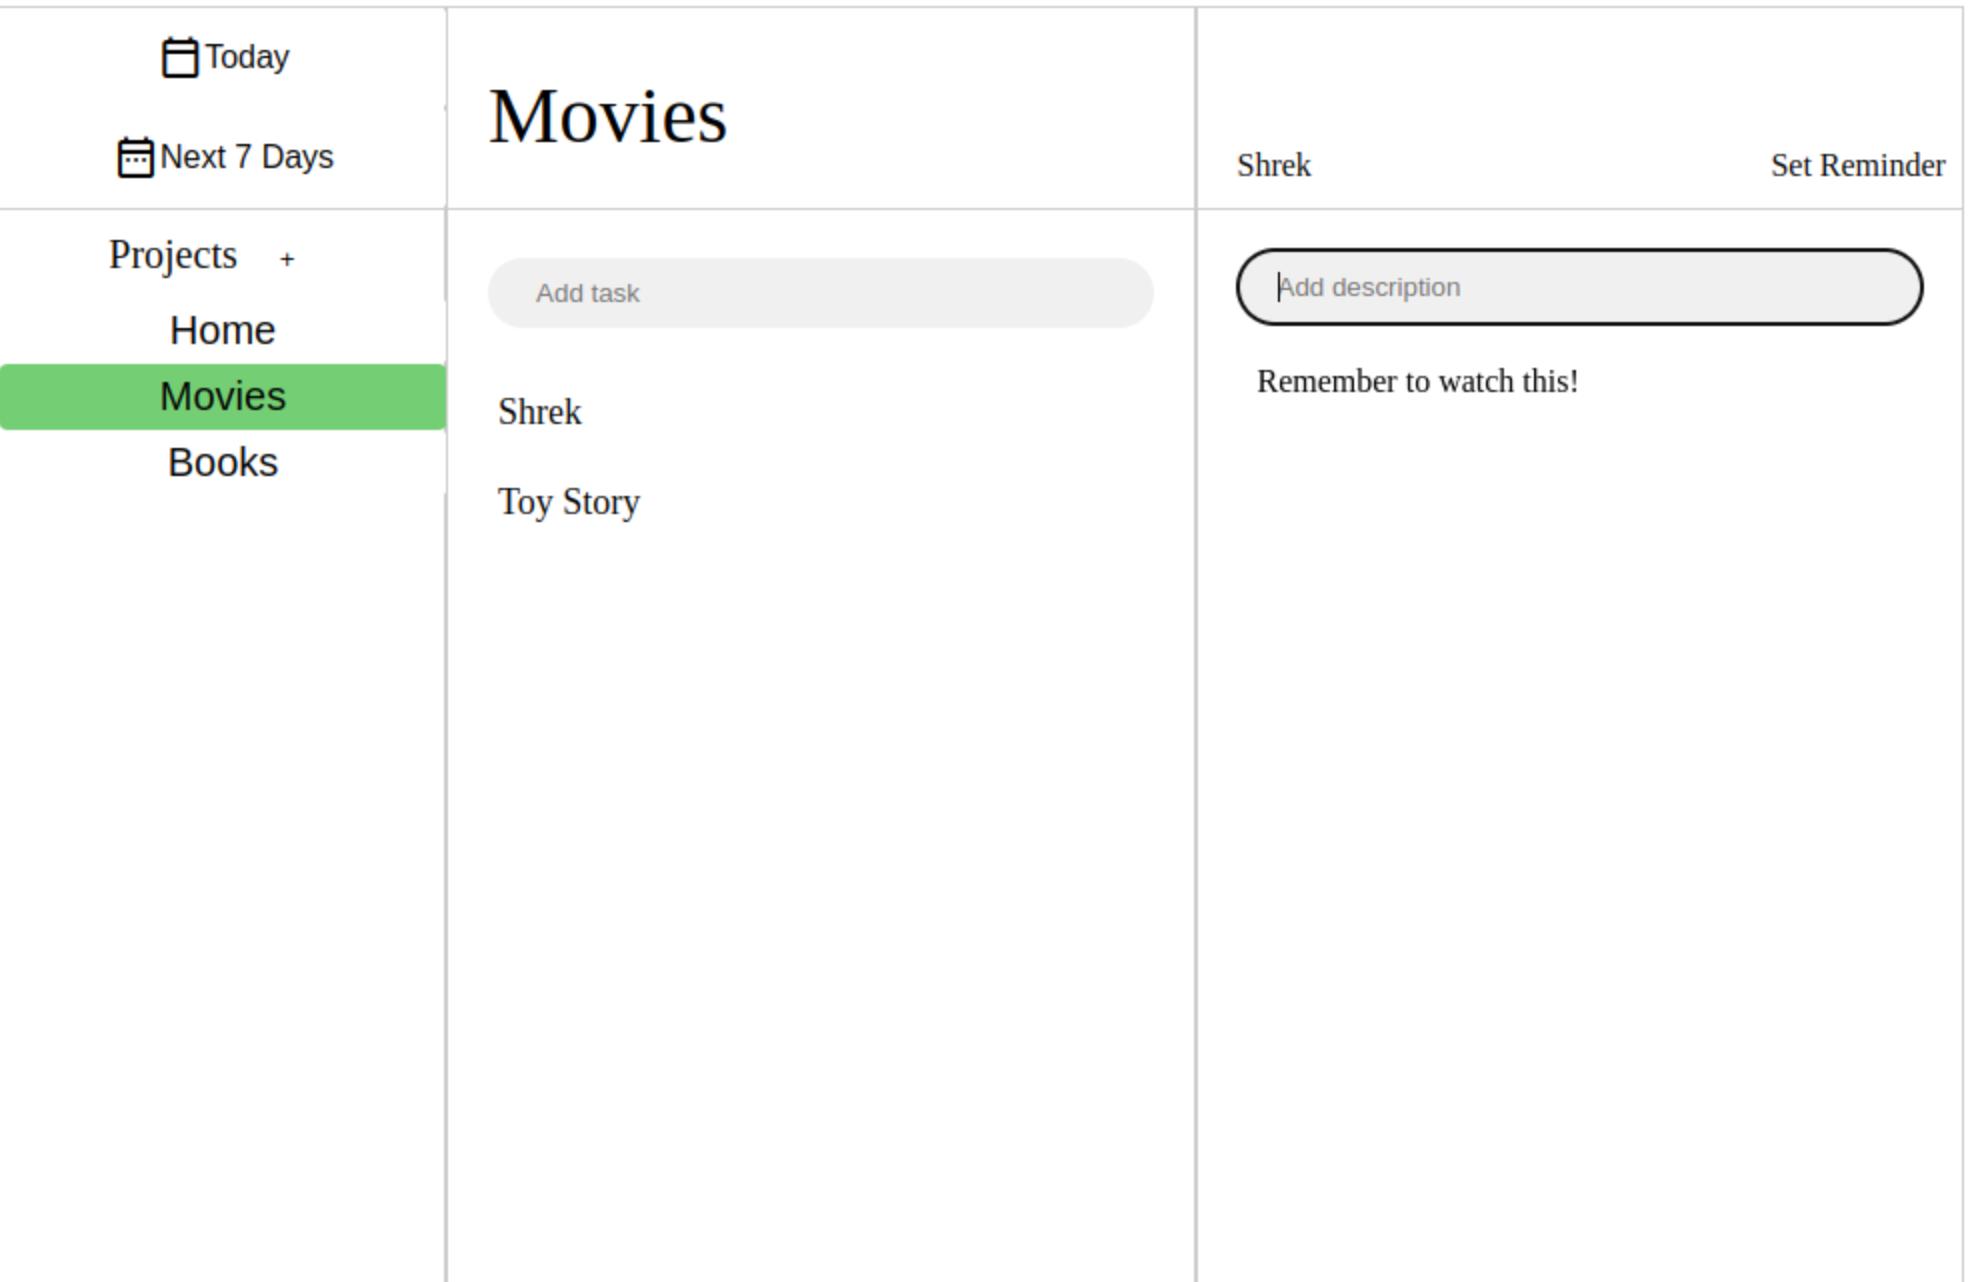 Today
Next 7 Days
Projects +
Home
Movies
Books
Movies
Add task
Shrek
Toy Story
Shrek
Set Reminder
Add description
Remember to watch this!